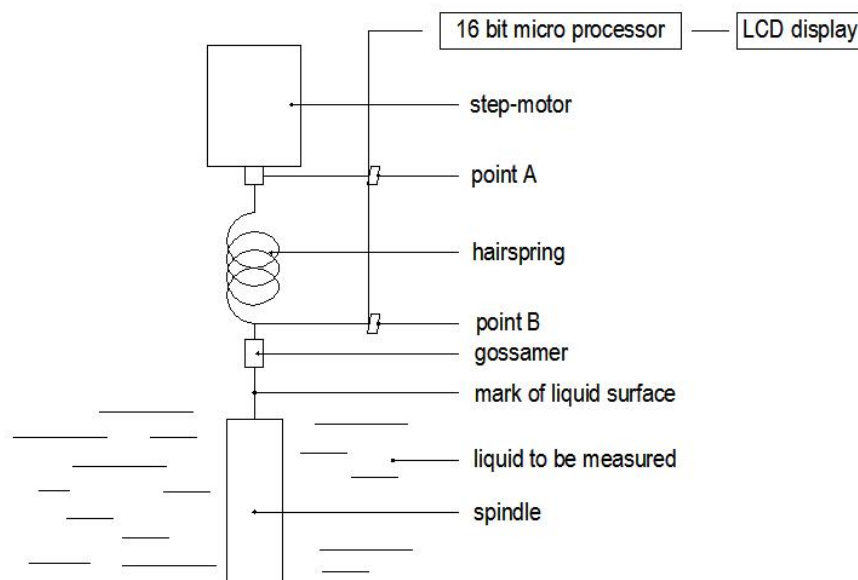 16 bit micro processor
LCD display
step-motor
point A
hairspring
point B
gossamer
mark of liquid surface
liquid to be measured
spindle